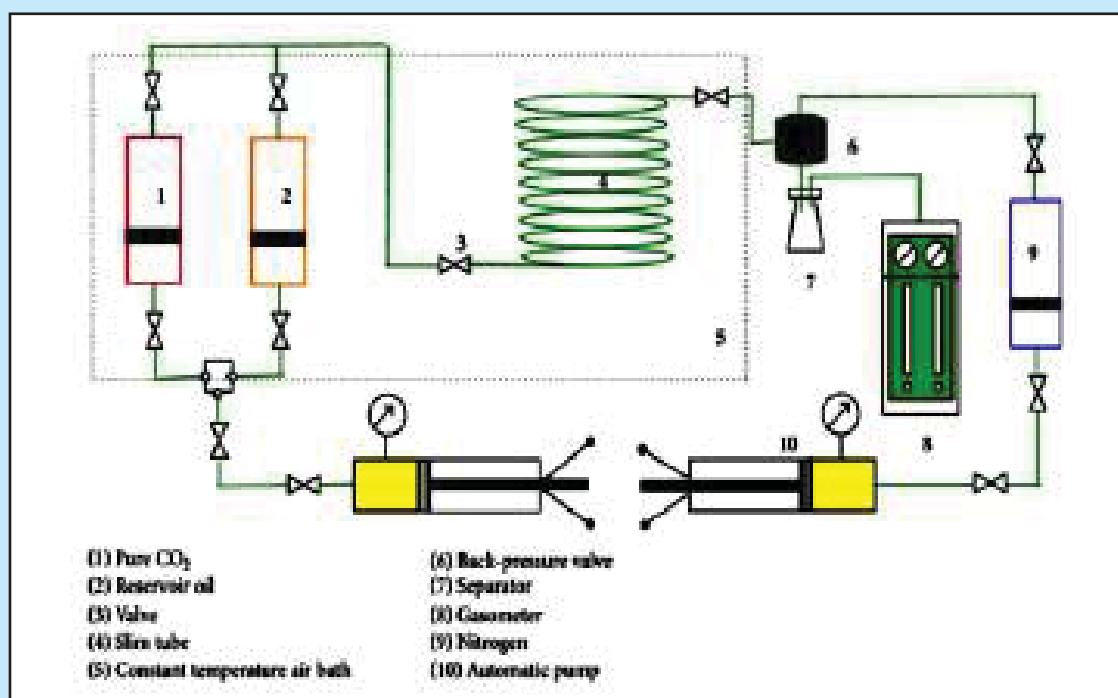 1
2
3
4
5
6
7
8
9
10
(1) Pure CO₂
(2) Reservoir oil
(3) Valve
(4) Slim tube
(5) Constant temperature air bath
(6) Back-pressure valve
(7) Separator
(8) Gasometer
(9) Nitrogen
(10) Automatic pump